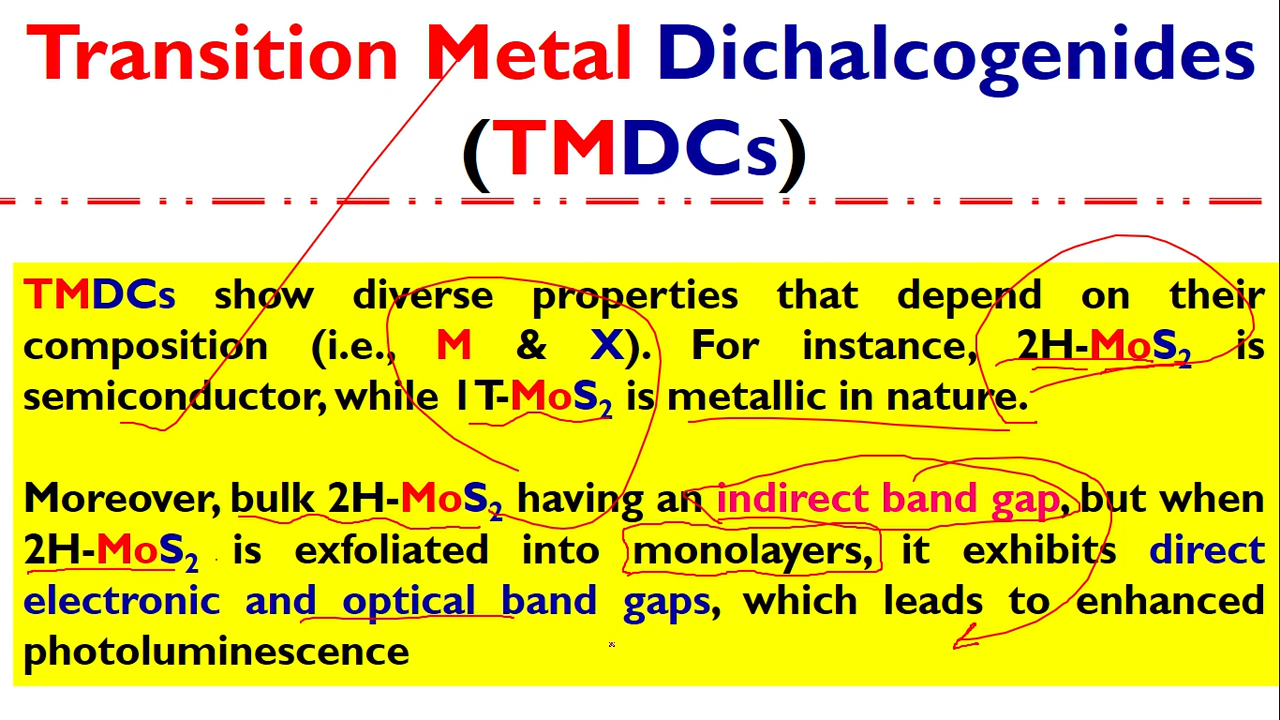 Transition Metal Dichalcogenides
(TMDCs)
TMDCs show diverse properties that depend on their
composition (i.e., M & X). For instance, 2H-MoS₂ is
semiconductor, while 1T-MoS₂ is metallic in nature.
Moreover, bulk 2H-MoS₂ having an indirect band gap, but when
2H-MoS₂ is exfoliated into monolayers, it exhibits direct
electronic and optical band gaps, which leads to enhanced
photoluminescence